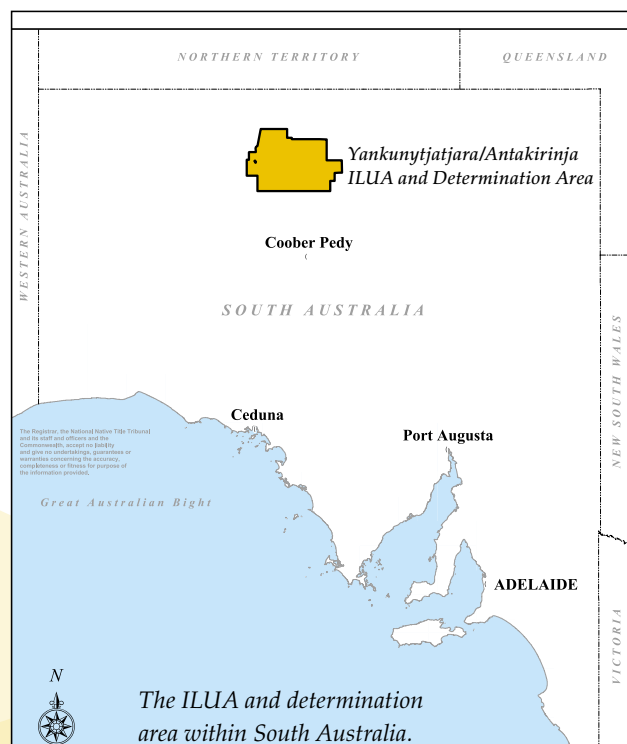 NORTHERN TERRITORY
QUEENSLAND
WESTERN AUSTRALIA
Yankunytjatjara/Antakirinja
ILUA and Determination Area
Coober Pedy
SOUTH AUSTRALIA
NEW SOUTH WALES
Ceduna
Port Augusta
The Registrar, the National Native Title Tribunal
and its staff and officers and the
Commonwealth, accept no liability
and give no undertakings, guarantees or
warranties concerning the accuracy,
completeness or fitness for purpose of
the information provided.
Great Australian Bight
ADELAIDE
VICTORIA
N
The ILUA and determination
area within South Australia.